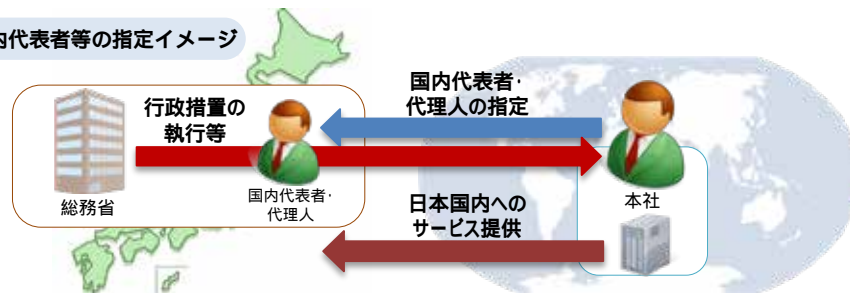 内代表者等の指定イメージ
行政措置の
執行等
総務省
国内代表者・
代理人
国内代表者・
代理人の指定
日本国内への
サービス提供
本社